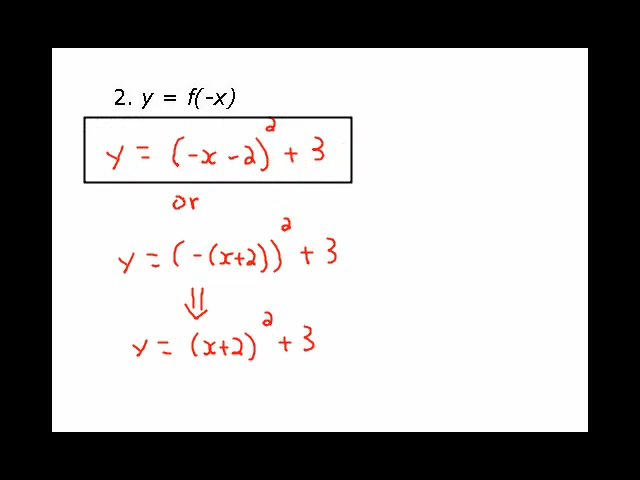 2. y = f(-x)
y = (-x - 2)² + 3
or
y = (-(x+2))² + 3
⇓
y = (x+2)² + 3